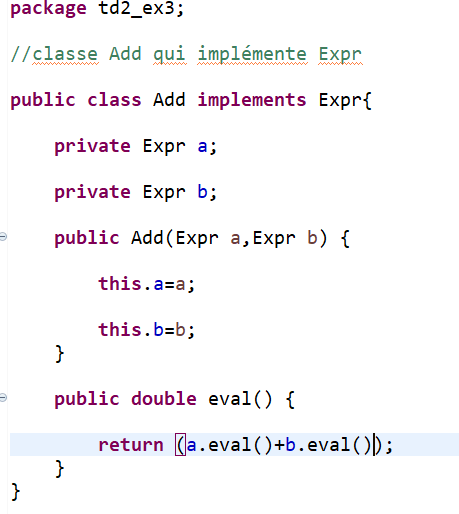 package td2_ex3;
//classe Add qui implémente Expr
public class Add implements Expr{
private Expr a;
private Expr b;
public Add(Expr a,Expr b) {
this.a=a;
this.b=b;
}
public double eval() {
return (a.eval()+b.eval());
}
}